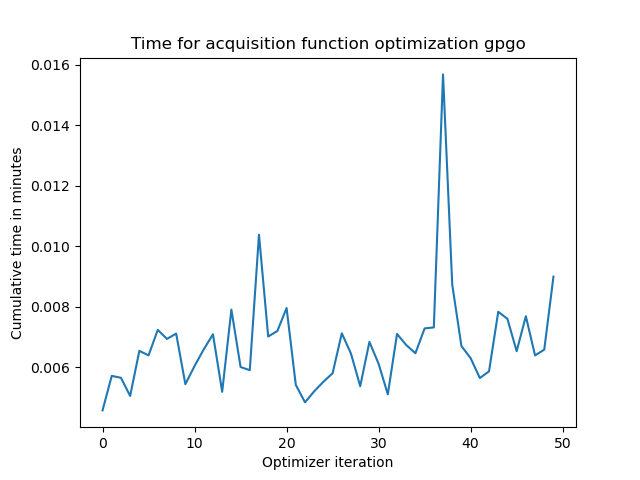 Time for acquisition function optimization gpgo
Cumulative time in minutes
0.016
0.014
0.012
0.010
0.008
0.006
0 10 20 30 40 50
Optimizer iteration